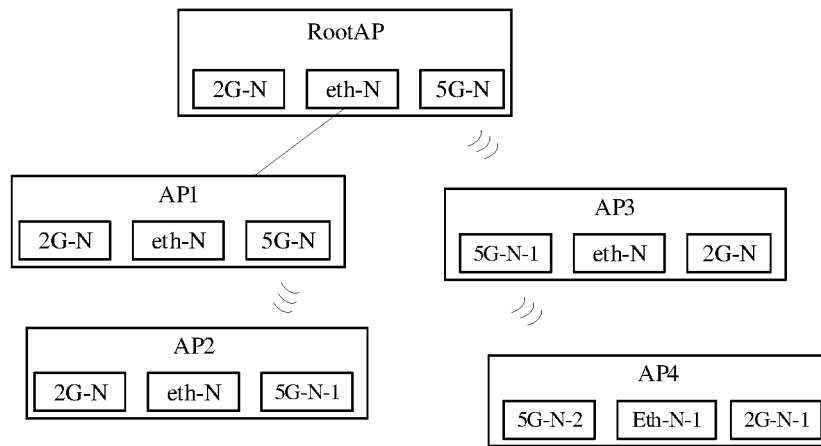 RootAP
2G-N eth-N 5G-N
AP1
2G-N eth-N 5G-N
AP3
5G-N-1 eth-N 2G-N
AP2
2G-N eth-N 5G-N-1
AP4
5G-N-2 Eth-N-1 2G-N-1